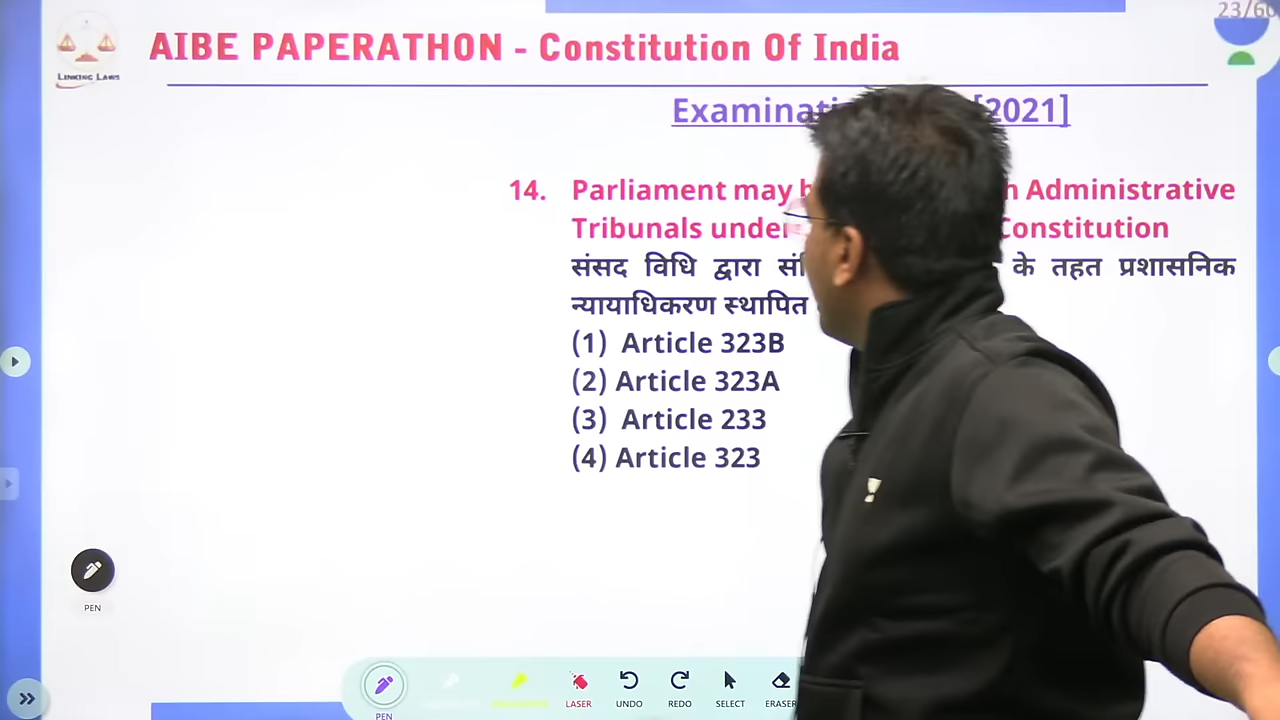 23/60
LINKING LAWS
AIBE PAPERATHON - Constitution Of India
[2021]
14. Parliament may Administrative
Tribunals under Constitution
संसद विधि द्वारा के तहत प्रशासनिक
न्यायाधिकरण स्थापित
(1) Article 323B
(2) Article 323A
(3) Article 233
(4) Article 323
PEN
PEN
LASER
UNDO
REDO
SELECT
ERASER